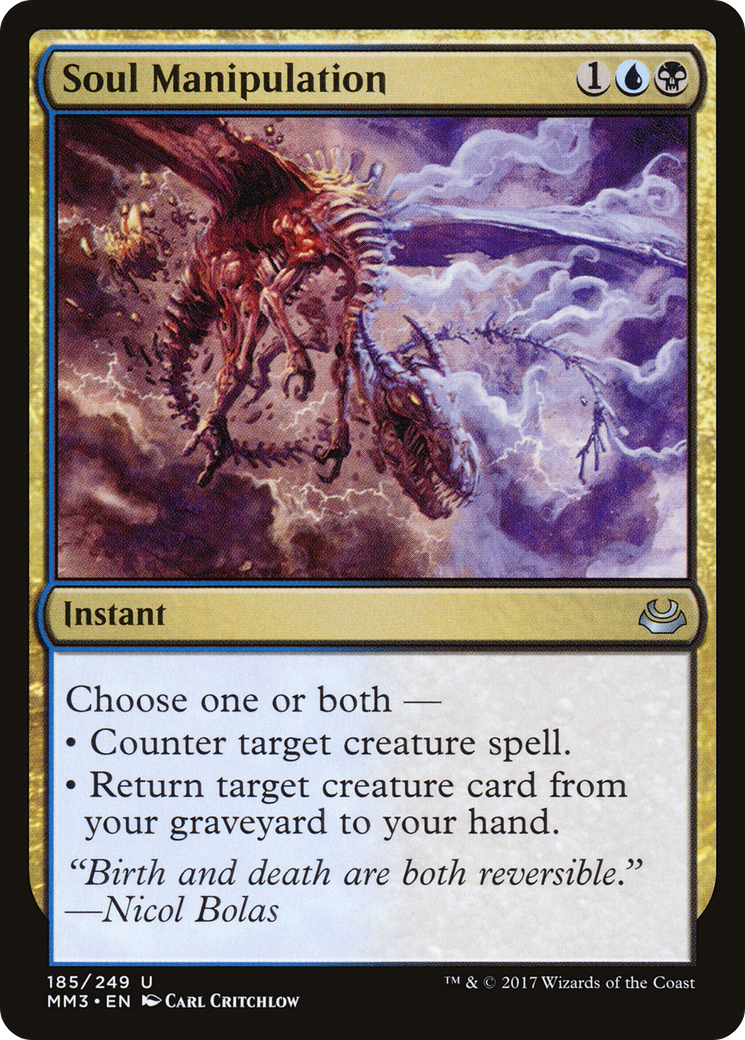 Soul Manipulation 1
Instant
Choose one or both —
• Counter target creature spell.
• Return target creature card from
your graveyard to your hand.
“Birth and death are both reversible.”
—Nicol Bolas
185/249 U
™ & © 2017 Wizards of the Coast
MM3 • EN Carl Critchlow